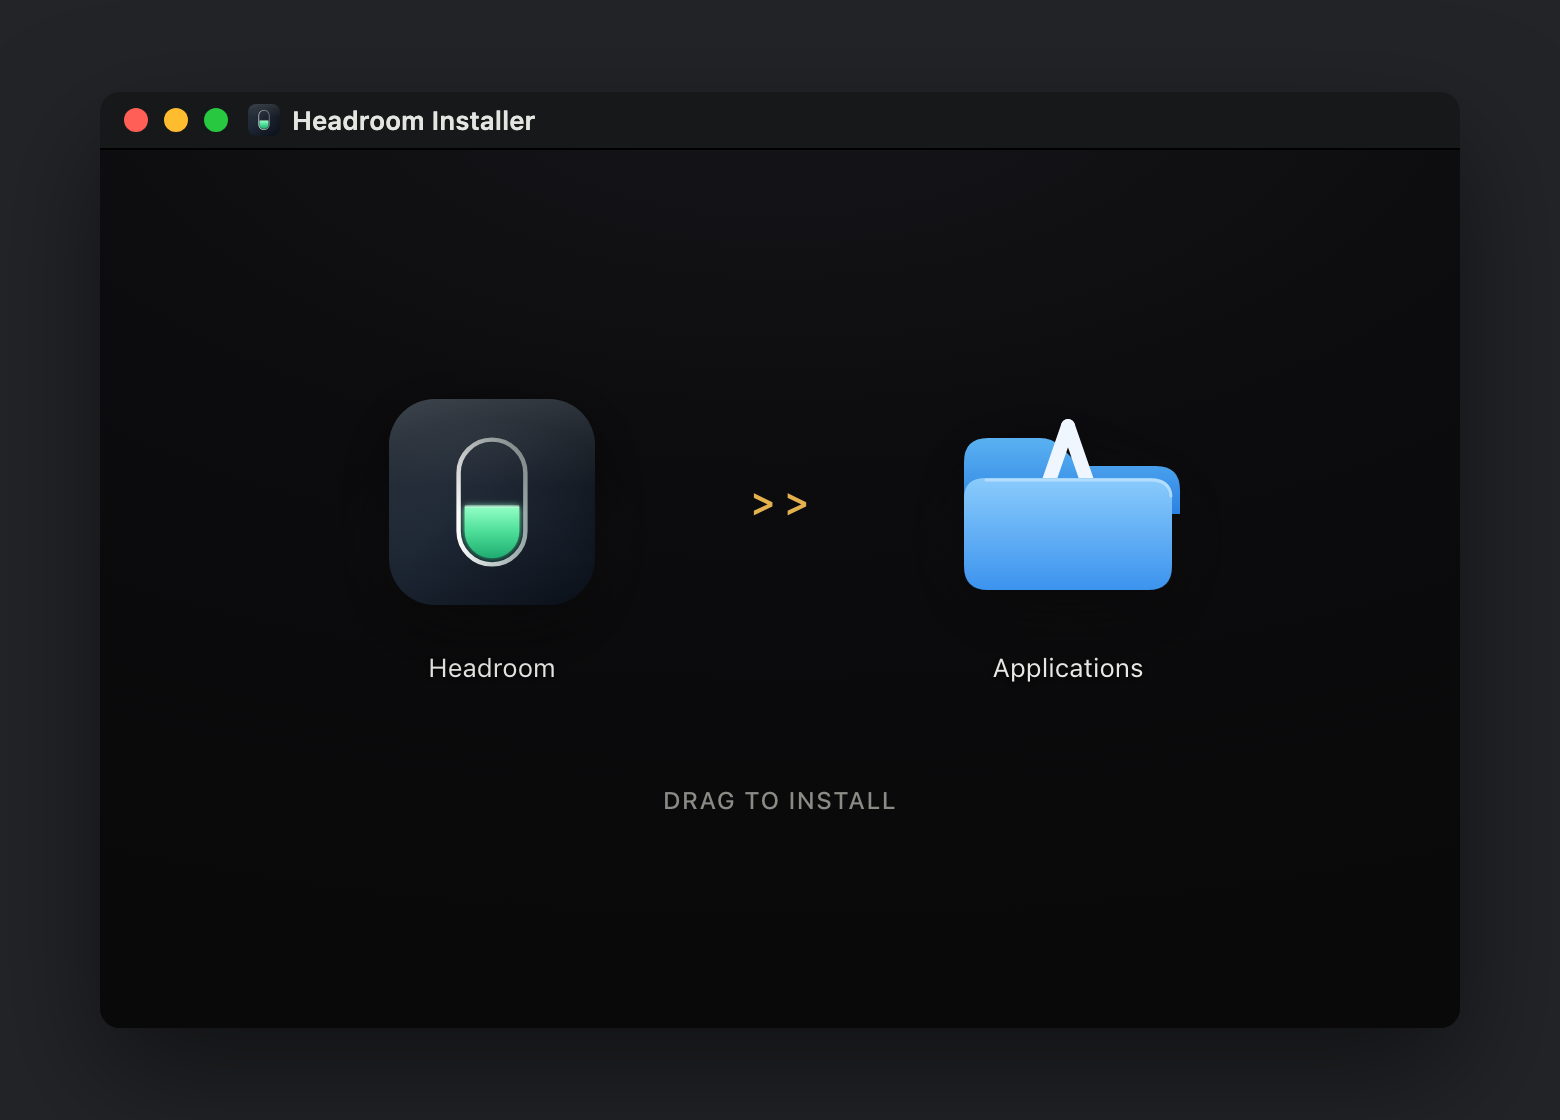 Headroom Installer
> >
Headroom
Applications
DRAG TO INSTALL